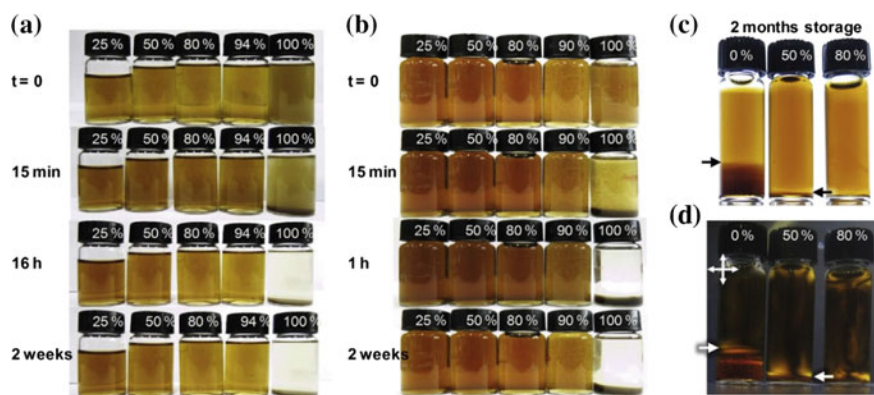 (a)
25 % 50 % 80 % 94 % 100 %
t = 0
25 % 50 % 80 % 94 % 100 %
15 min
25 % 50 % 80 % 94 % 100 %
16 h
25 % 50 % 80 % 94 % 100 %
2 weeks
(b)
25 % 50 % 80 % 90 % 100 %
t = 0
25 % 50 % 80 % 90 % 100 %
15 min
25 % 50 % 80 % 90 % 100 %
1 h
25 % 50 % 80 % 90 % 100 %
2 weeks
(c)
2 months storage
0 % 50 % 80 %
(d)
0 % 50 % 80 %